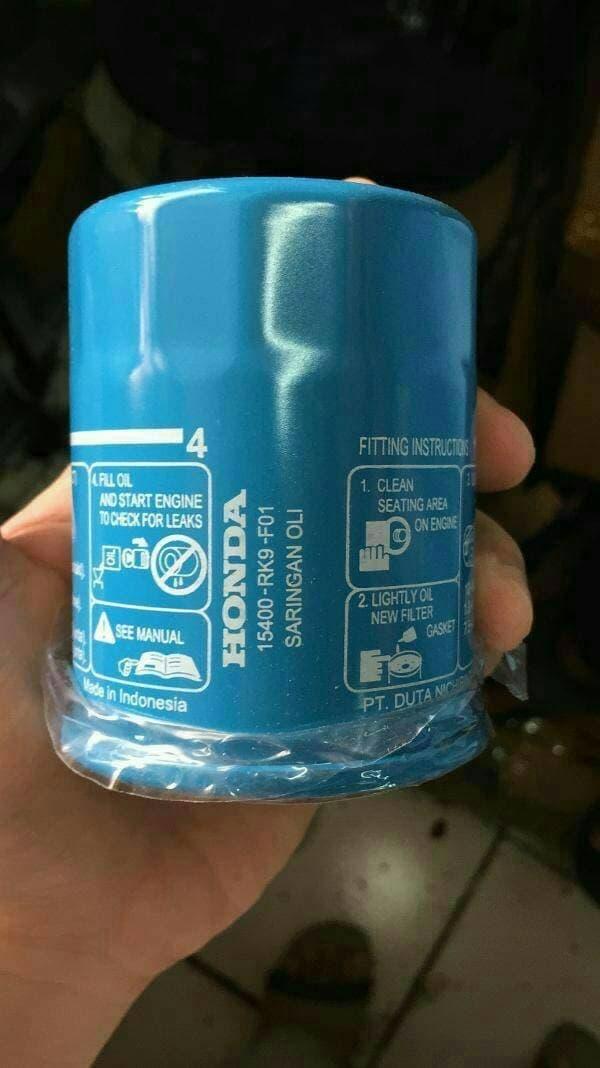 4
4. FILL OIL
AND START ENGINE
TO CHECK FOR LEAKS
OIL
SEE MANUAL
Made in Indonesia
HONDA
15400-RK9-F01
SARINGAN OLI
FITTING INSTRUCTIONS
1. CLEAN
SEATING AREA
ON ENGINE
2. LIGHTLY OIL
NEW FILTER
GASKET
PT. DUTA